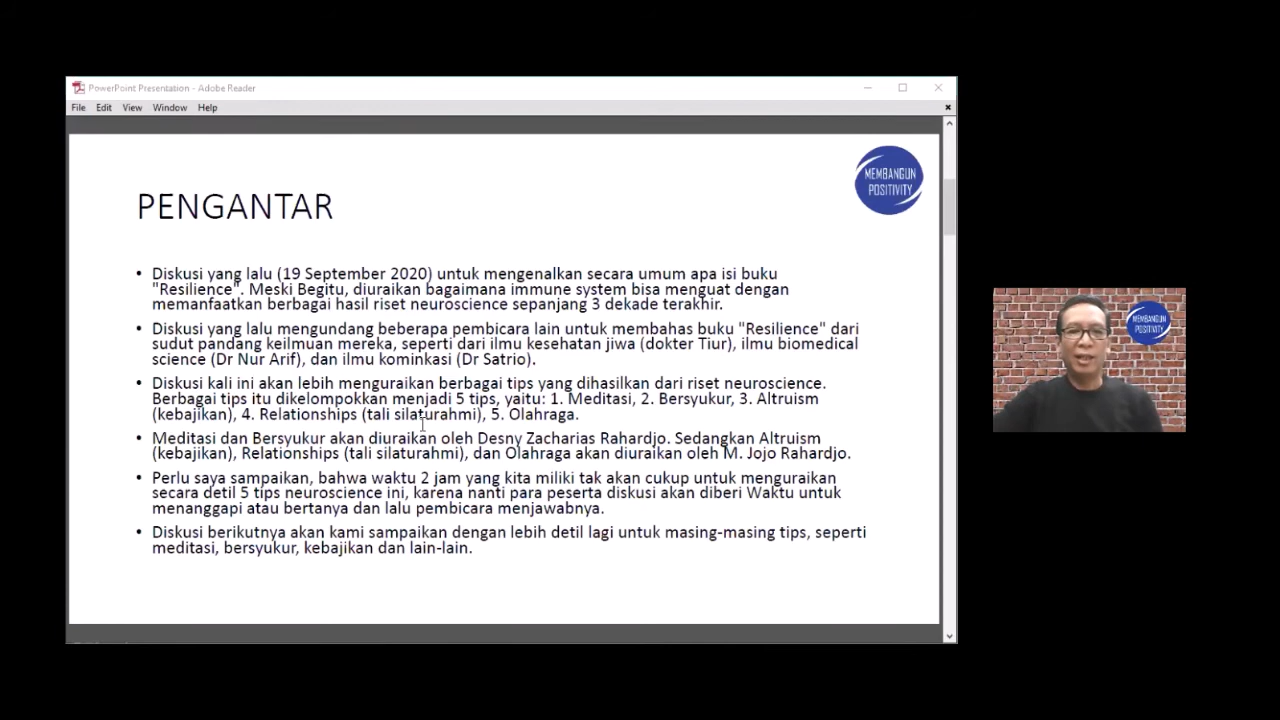 PowerPoint Presentation - Adobe Reader
File Edit View Window Help
MEMBANGUN
POSITIVITY
PENGANTAR
• Diskusi yang lalu (19 September 2020) untuk mengenalkan secara umum apa isi buku
"Resilience". Meski Begitu, diuraikan bagaimana immune system bisa menguat dengan
memanfaatkan berbagai hasil riset neuroscience sepanjang 3 dekade terakhir.
• Diskusi yang lalu mengundang beberapa pembicara lain untuk membahas buku "Resilience" dari
sudut pandang keilmuan mereka, seperti dari ilmu kesehatan jiwa (dokter Tiur), ilmu biomedical
science (Dr Nur Arif), dan ilmu kominkasi (Dr Satrio).
• Diskusi kali ini akan lebih menguraikan berbagai tips yang dihasilkan dari riset neuroscience.
Berbagai tips itu dikelompokkan menjadi 5 tips, yaitu: 1. Meditasi, 2. Bersyukur, 3. Altruism
(kebajikan), 4. Relationships (tali silaturahmi), 5. Olahraga.
• Meditasi dan Bersyukur akan diuraikan oleh Desny Zacharias Rahardjo. Sedangkan Altruism
(kebajikan), Relationships (tali silaturahmi), dan Olahraga akan diuraikan oleh M. Jojo Rahardjo.
• Perlu saya sampaikan, bahwa waktu 2 jam yang kita miliki tak akan cukup untuk menguraikan
secara detil 5 tips neuroscience ini, karena nanti para peserta diskusi akan diberi Waktu untuk
menanggapi atau bertanya dan lalu pembicara menjawabnya.
• Diskusi berikutnya akan kami sampaikan dengan lebih detil lagi untuk masing-masing tips, seperti
meditasi, bersyukur, kebajikan dan lain-lain.
MEMBANGUN
POSITIVITY